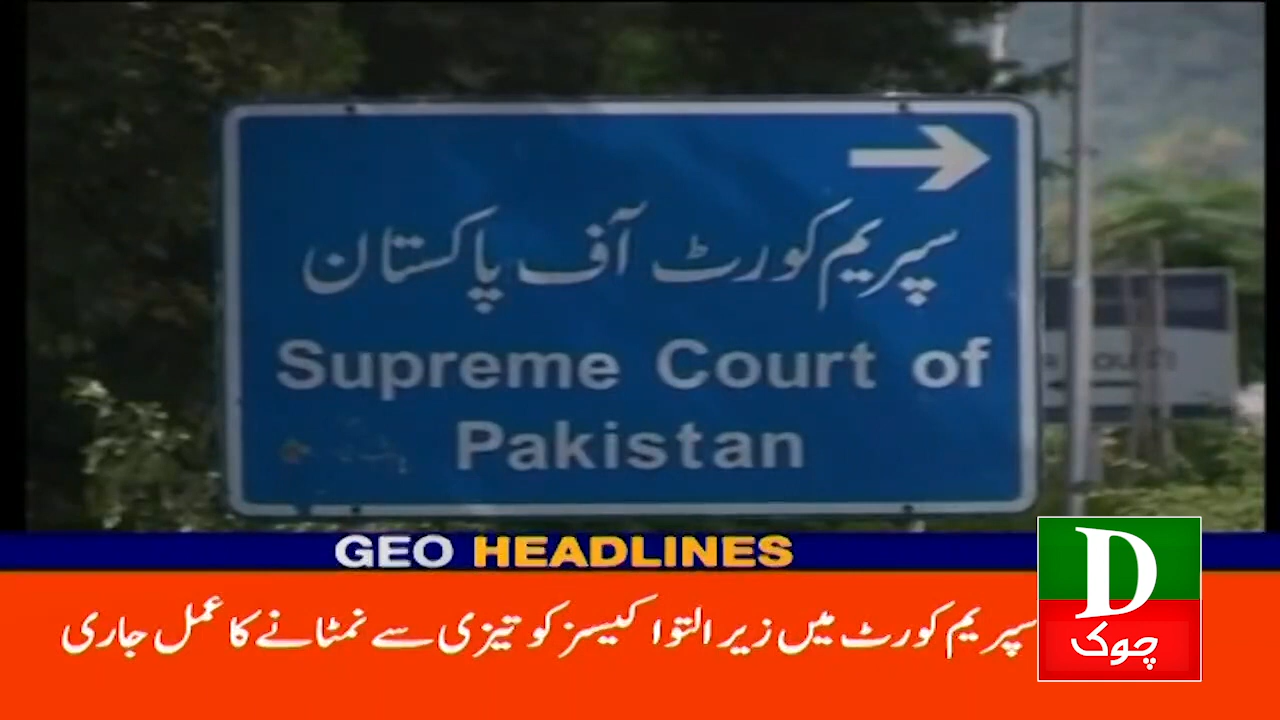 سپریم کورٹ آف پاکستان
Supreme Court of
Pakistan
GEO HEADLINES
سپریم کورٹ میں زیر التوا کیسز کو تیزی سے نمٹانے کا عمل جاری
D
چوک